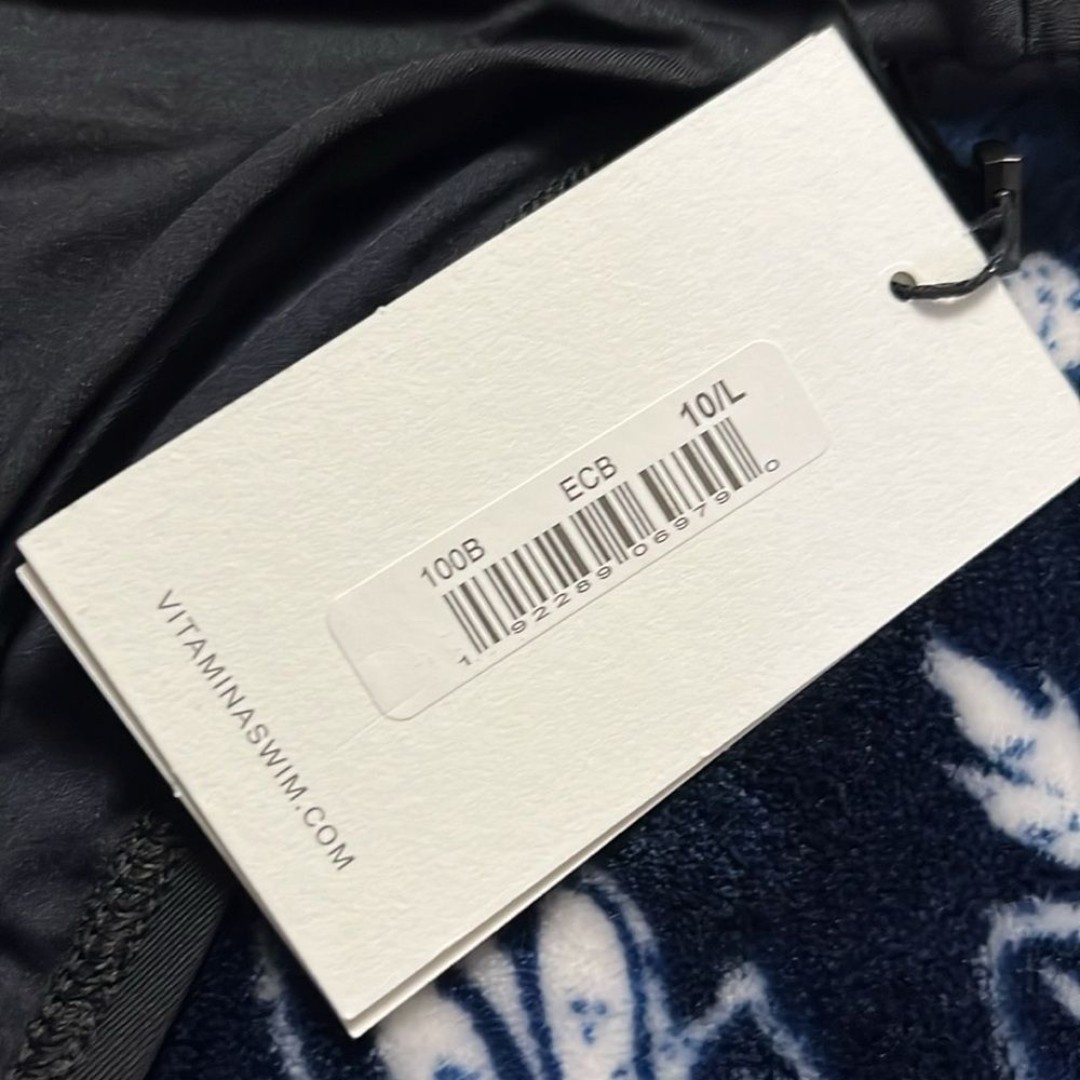 100B ECB 10/L
1 92289 06979 0
VITAMINASWIM.COM